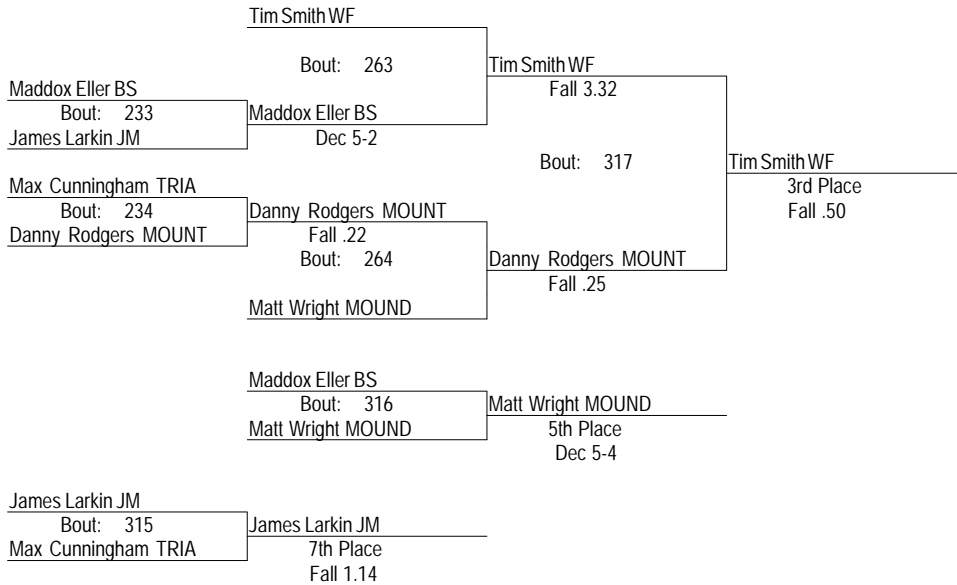 Tim Smith WF
Bout: 263
Tim Smith WF
Fall 3.32
Maddox Eller BS
Bout: 233
James Larkin JM
Maddox Eller BS
Dec 5-2
Bout: 317
Tim Smith WF
3rd Place
Fall .50
Max Cunningham TRIA
Bout: 234
Danny Rodgers MOUNT
Danny Rodgers MOUNT
Fall .22
Bout: 264
Danny Rodgers MOUNT
Fall .25
Matt Wright MOUND
Maddox Eller BS
Bout: 316
Matt Wright MOUND
Matt Wright MOUND
5th Place
Dec 5-4
James Larkin JM
Bout: 315
Max Cunningham TRIA
James Larkin JM
7th Place
Fall 1.14